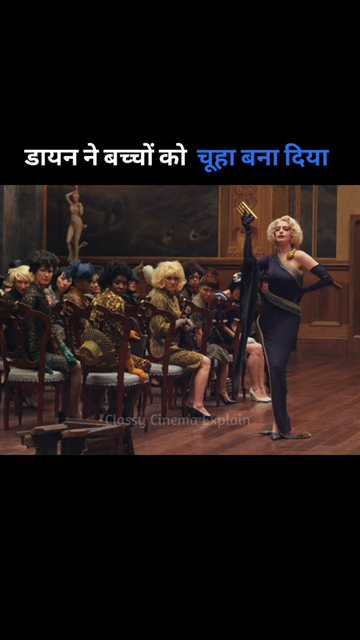 डायन ने बच्चों को चूहा बना दिया
Classy Cinema Explain